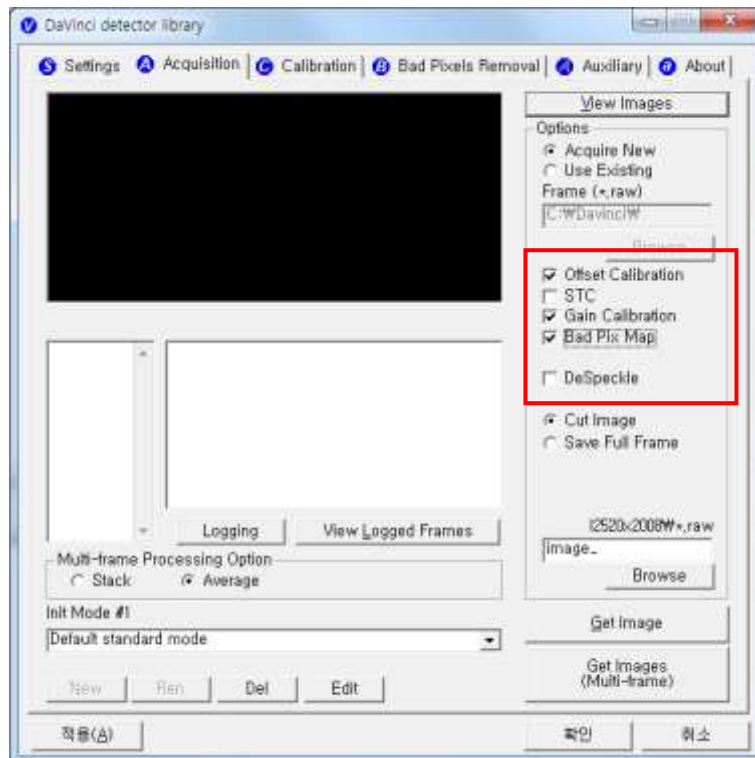 DaVinci detector library
Settings Acquisition Calibration Bad Pixels Removal Auxiliary About
View Images
Options
Acquire New
Use Existing
Frame (*,raw)
C:₩Davinci₩
Browse
Offset Calibration
STC
Gain Calibration
Bad Pix Map
DeSpeckle
Cut Image
Save Full Frame
Logging
View Logged Frames
I2520x2008₩*,raw
image_
Browse
Multi-frame Processing Option
Stack
Average
Init Mode #1
Default standard mode
Get Image
Get Images
(Multi-frame)
New
Ren
Del
Edit
적용(A)
확인
취소